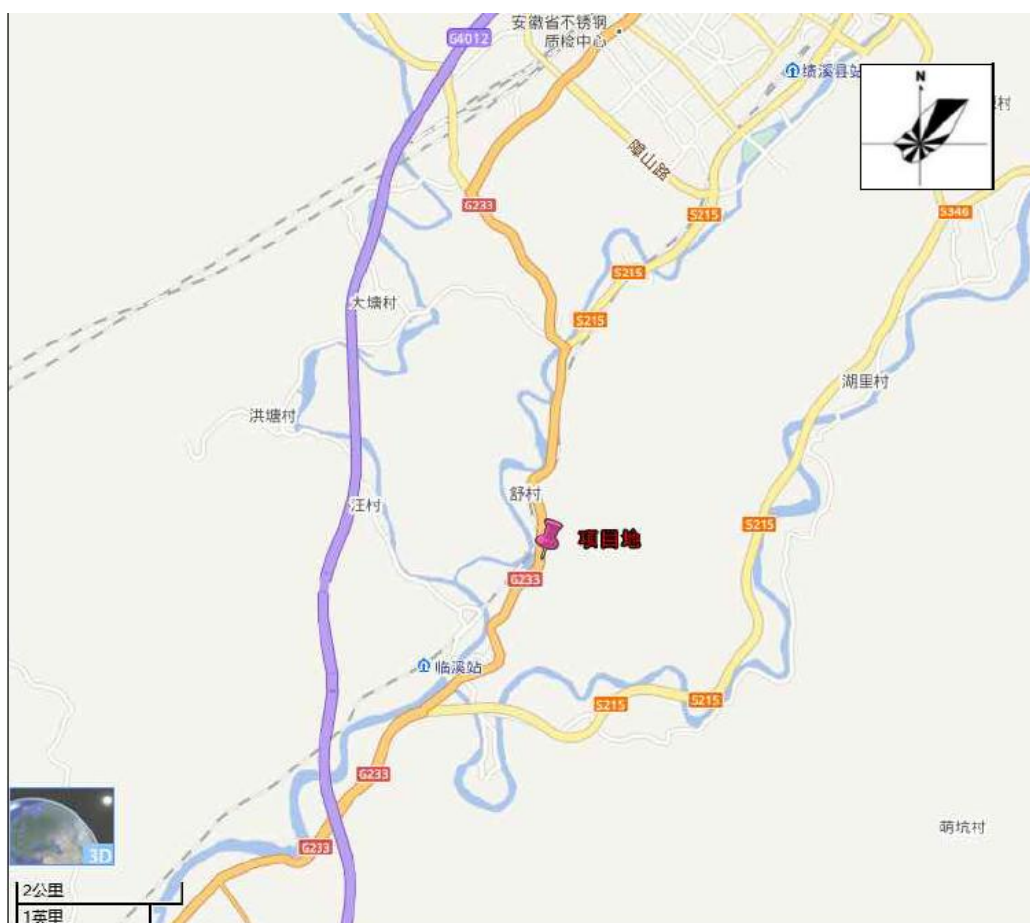 安徽省不锈钢
质检中心
G4012
绩溪县站
N
村
障山路
G233
S215
S346
S215
大塘村
S215
湖里村
洪塘村
舒村
汪村
S215
项目地
G233
临溪站
S215
S215
G233
萌坑村
G233
3D
2公里
1英里